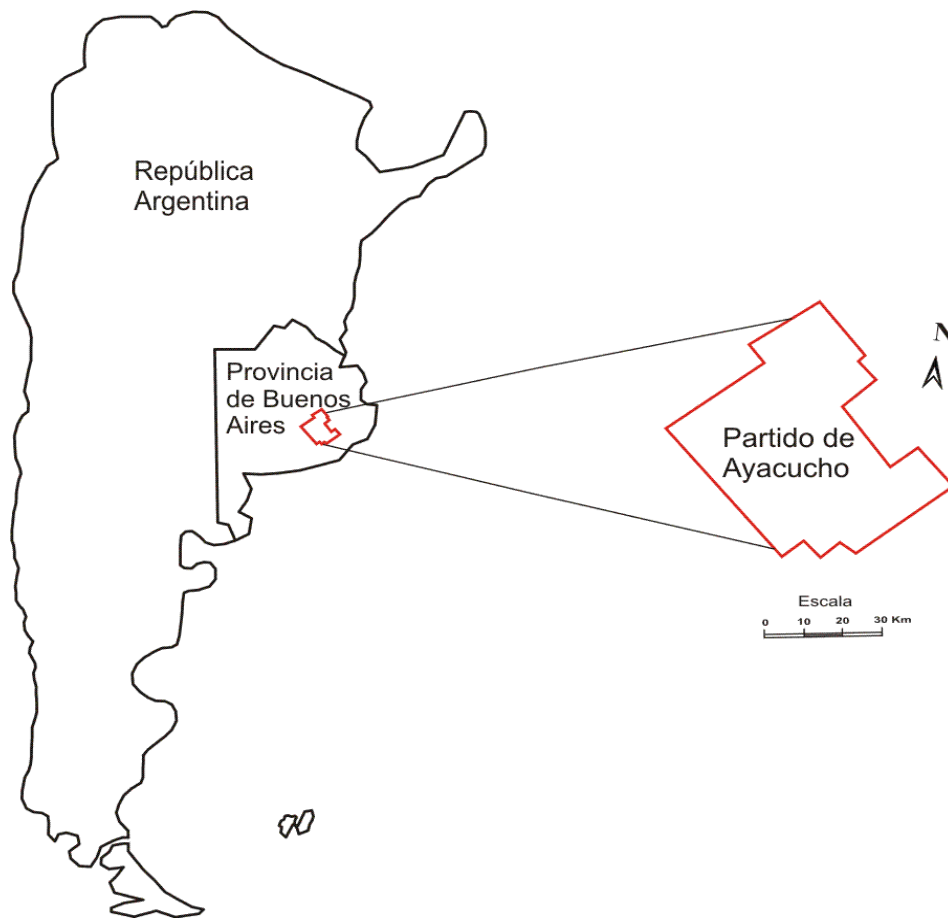 República
Argentina
Provincia
de Buenos
Aires
N
Partido de
Ayacucho
Escala
0 10 20 30 Km